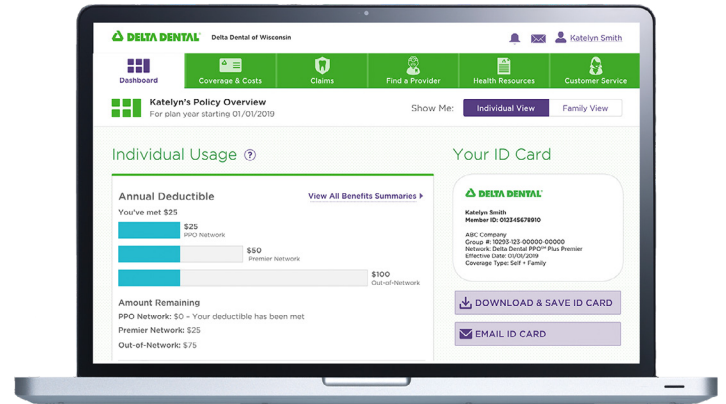 DELTA DENTAL® Delta Dental of Wisconsin
Katelyn Smith
Dashboard
Coverage & Costs
Claims
Find a Provider
Health Resources
Customer Service
Katelyn's Policy Overview
For plan year starting 01/01/2019
Show Me:
Individual View
Family View
Individual Usage ?
Annual Deductible
View All Benefits Summaries
You've met $25
$25
PPO Network
$50
Premier Network
$100
Out-of-Network
Amount Remaining
PPO Network: $0 – Your deductible has been met
Premier Network: $25
Out-of-Network: $75
Your ID Card
DELTA DENTAL®
Katelyn Smith
Member ID: 012345678910
ABC Company
Group #: 10293-123-00000-00000
Network: Delta Dental PPO℠ Plus Premier
Effective Date: 01/01/2019
Coverage Type: Self + Family
DOWNLOAD & SAVE ID CARD
EMAIL ID CARD